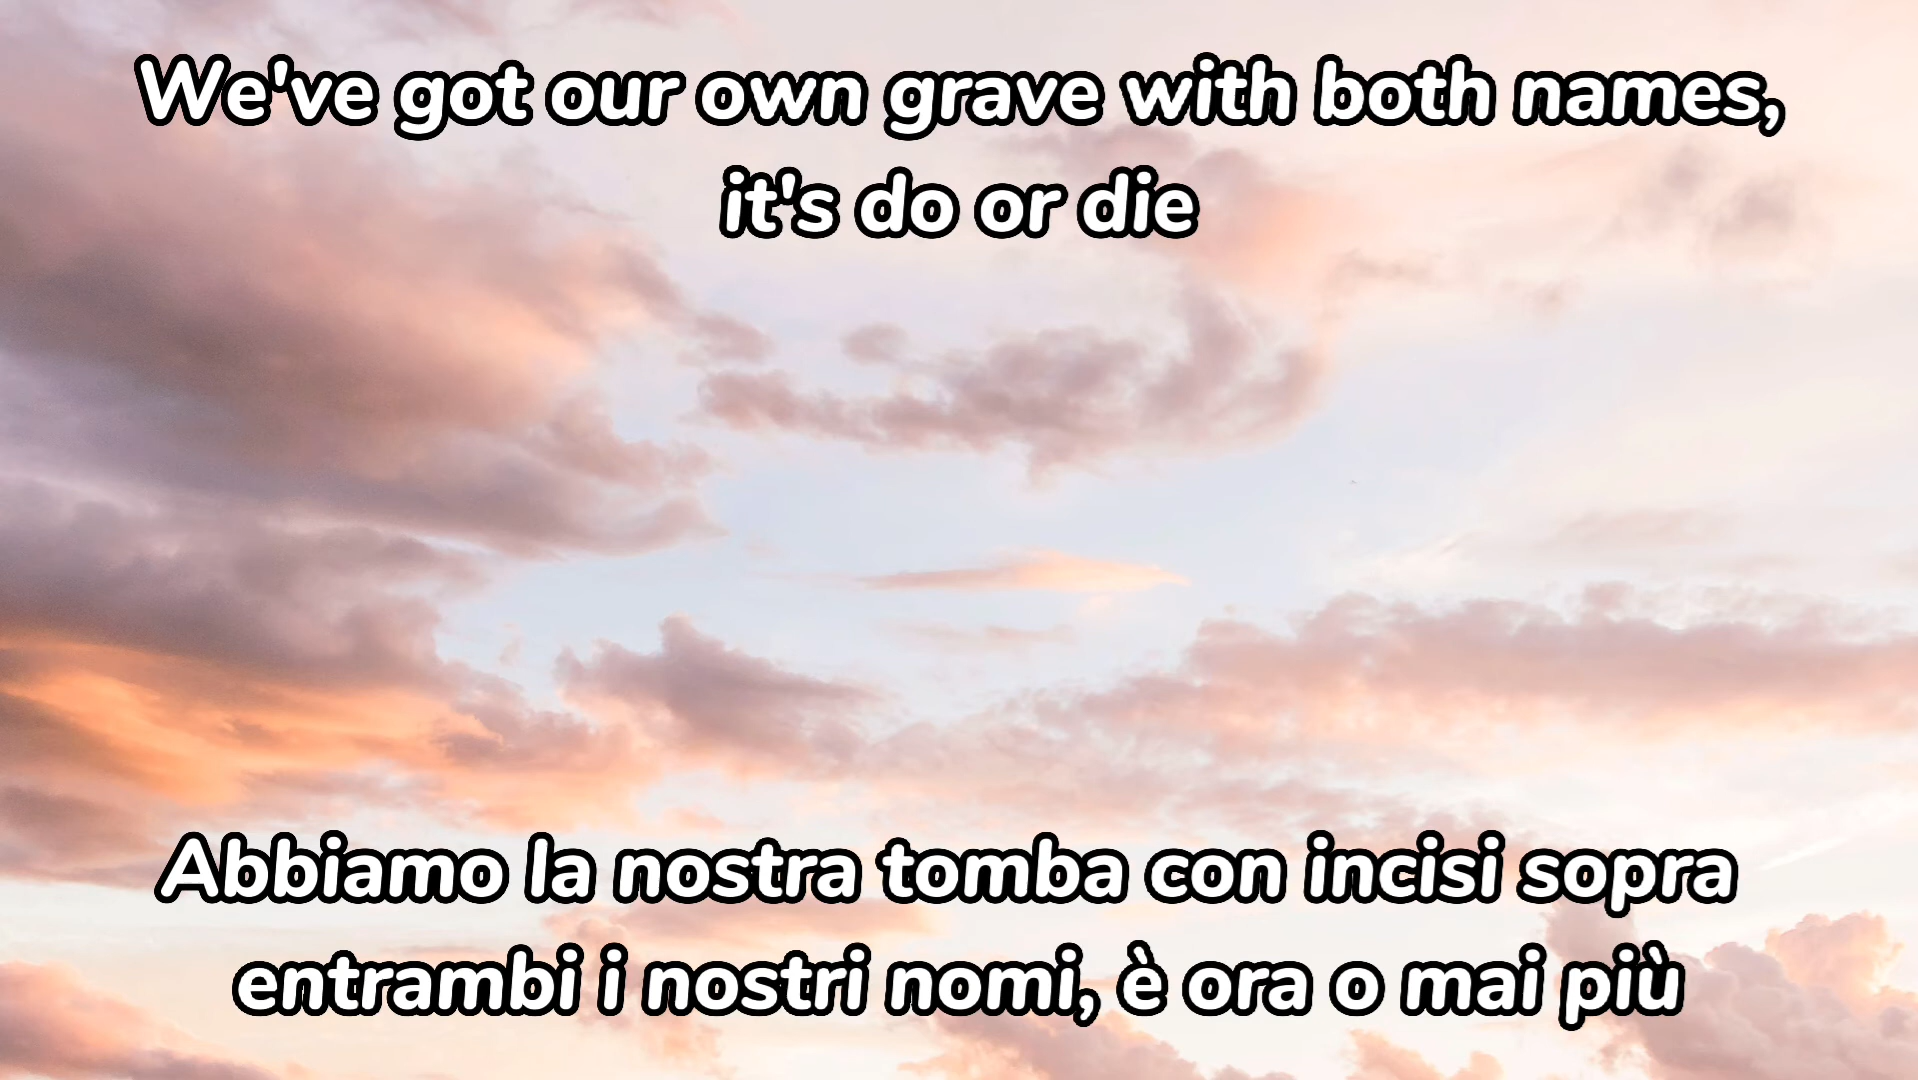 We've got our own grave with both names,
it's do or die
Abbiamo la nostra tomba con incisi sopra
entrambi i nostri nomi, è ora o mai più